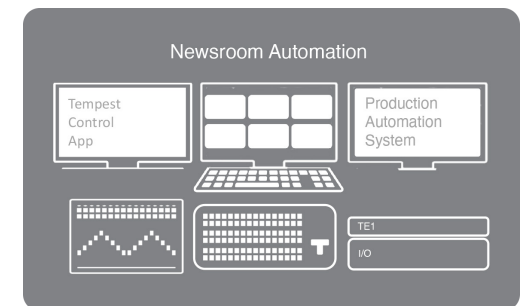 Newsroom Automation
Tempest
Control
App
Production
Automation
System
TE1
I/O